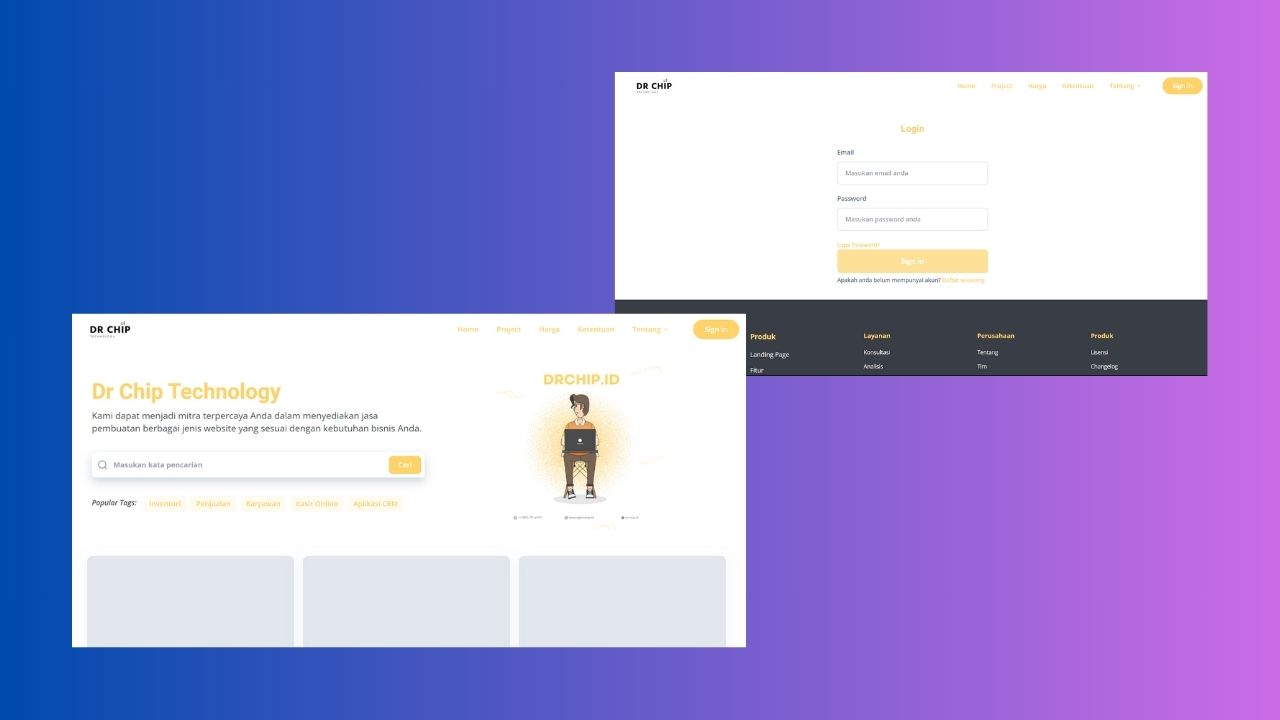 DR CHIP
TECHNOLOGY
Home Project Harga Ketentuan Tentang Sign in
Login
Email
Masukan email anda
Password
Masukan password anda
Lupa Password?
Sign in
Apakah anda belum mempunyai akun? Daftar sekarang
Produk Layanan Perusahaan Produk
Landing Page Konsultasi Tentang Lisensi
Fitur Analisis Tim Changelog
DR CHIP
TECHNOLOGY
Home Project Harga Ketentuan Tentang Sign in
Dr Chip Technology
Kami dapat menjadi mitra terpercaya Anda dalam menyediakan jasa
pembuatan berbagai jenis website yang sesuai dengan kebutuhan bisnis Anda.
Masukan kata pencarian Cari
Popular Tags: Inventori Penjualan Karyawan Kasir Online Aplikasi CRM
DRCHIP.ID